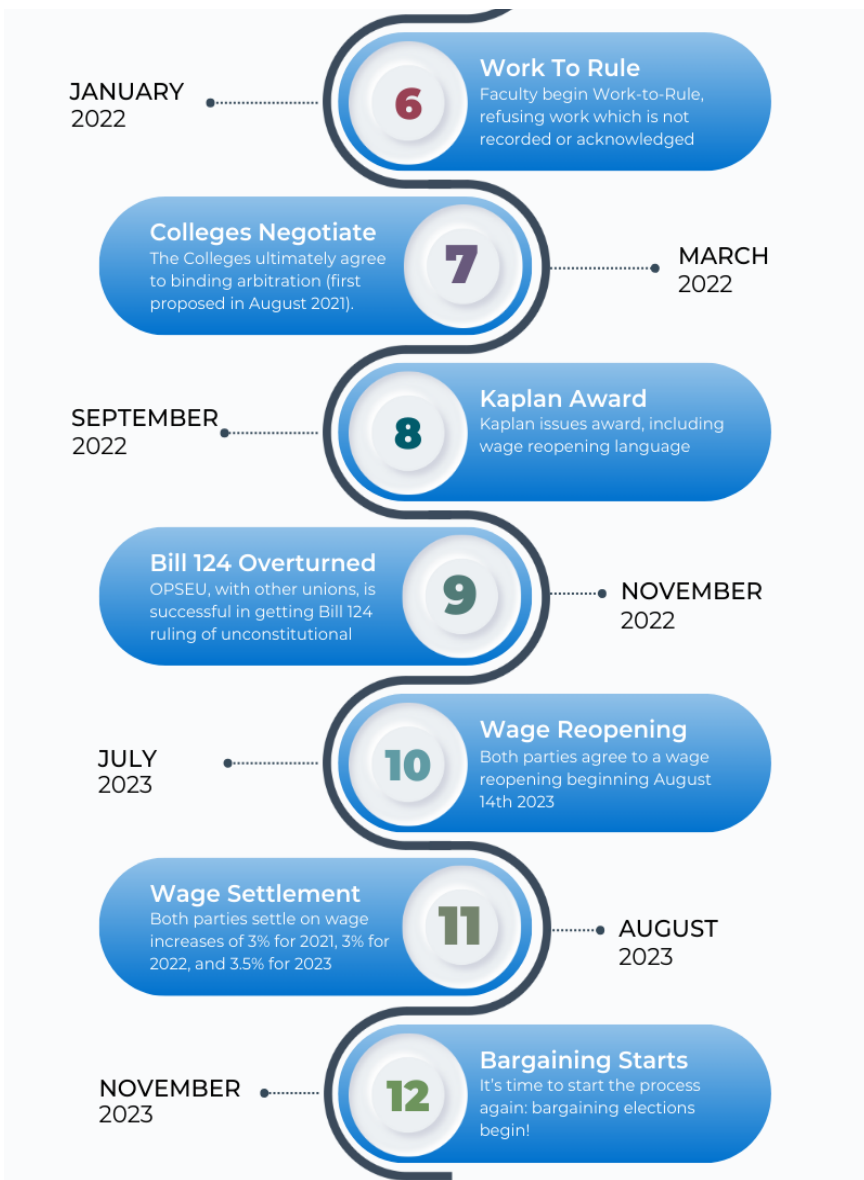 JANUARY
2022
6
Work To Rule
Faculty begin Work-to-Rule,
refusing work which is not
recorded or acknowledged
Colleges Negotiate
The Colleges ultimately agree
to binding arbitration (first
proposed in August 2021).
7
MARCH
2022
SEPTEMBER
2022
8
Kaplan Award
Kaplan issues award, including
wage reopening language
Bill 124 Overturned
OPSEU, with other unions, is
successful in getting Bill 124
ruling of unconstitutional
9
NOVEMBER
2022
JULY
2023
10
Wage Reopening
Both parties agree to a wage
reopening beginning August
14th 2023
Wage Settlement
Both parties settle on wage
increases of 3% for 2021, 3% for
2022, and 3.5% for 2023
11
AUGUST
2023
NOVEMBER
2023
12
Bargaining Starts
It's time to start the process
again: bargaining elections
begin!